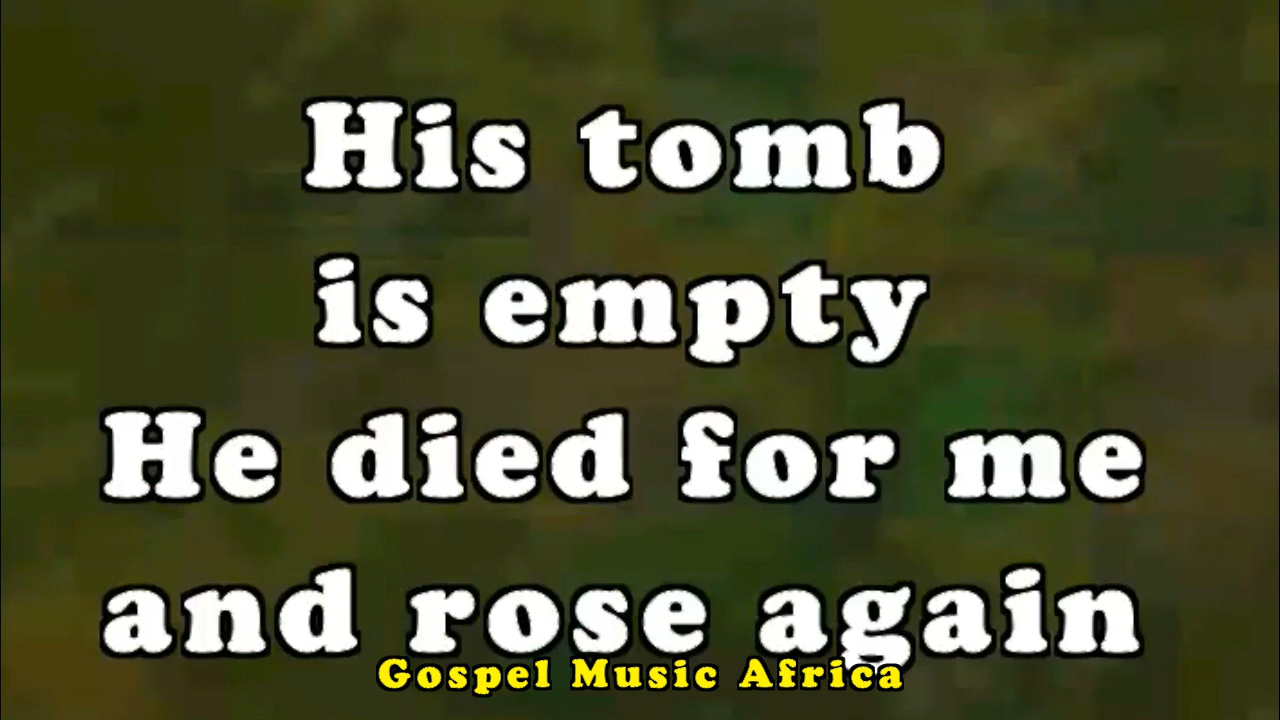 His tomb
is empty
He died for me
and rose again
Gospel Music Africa